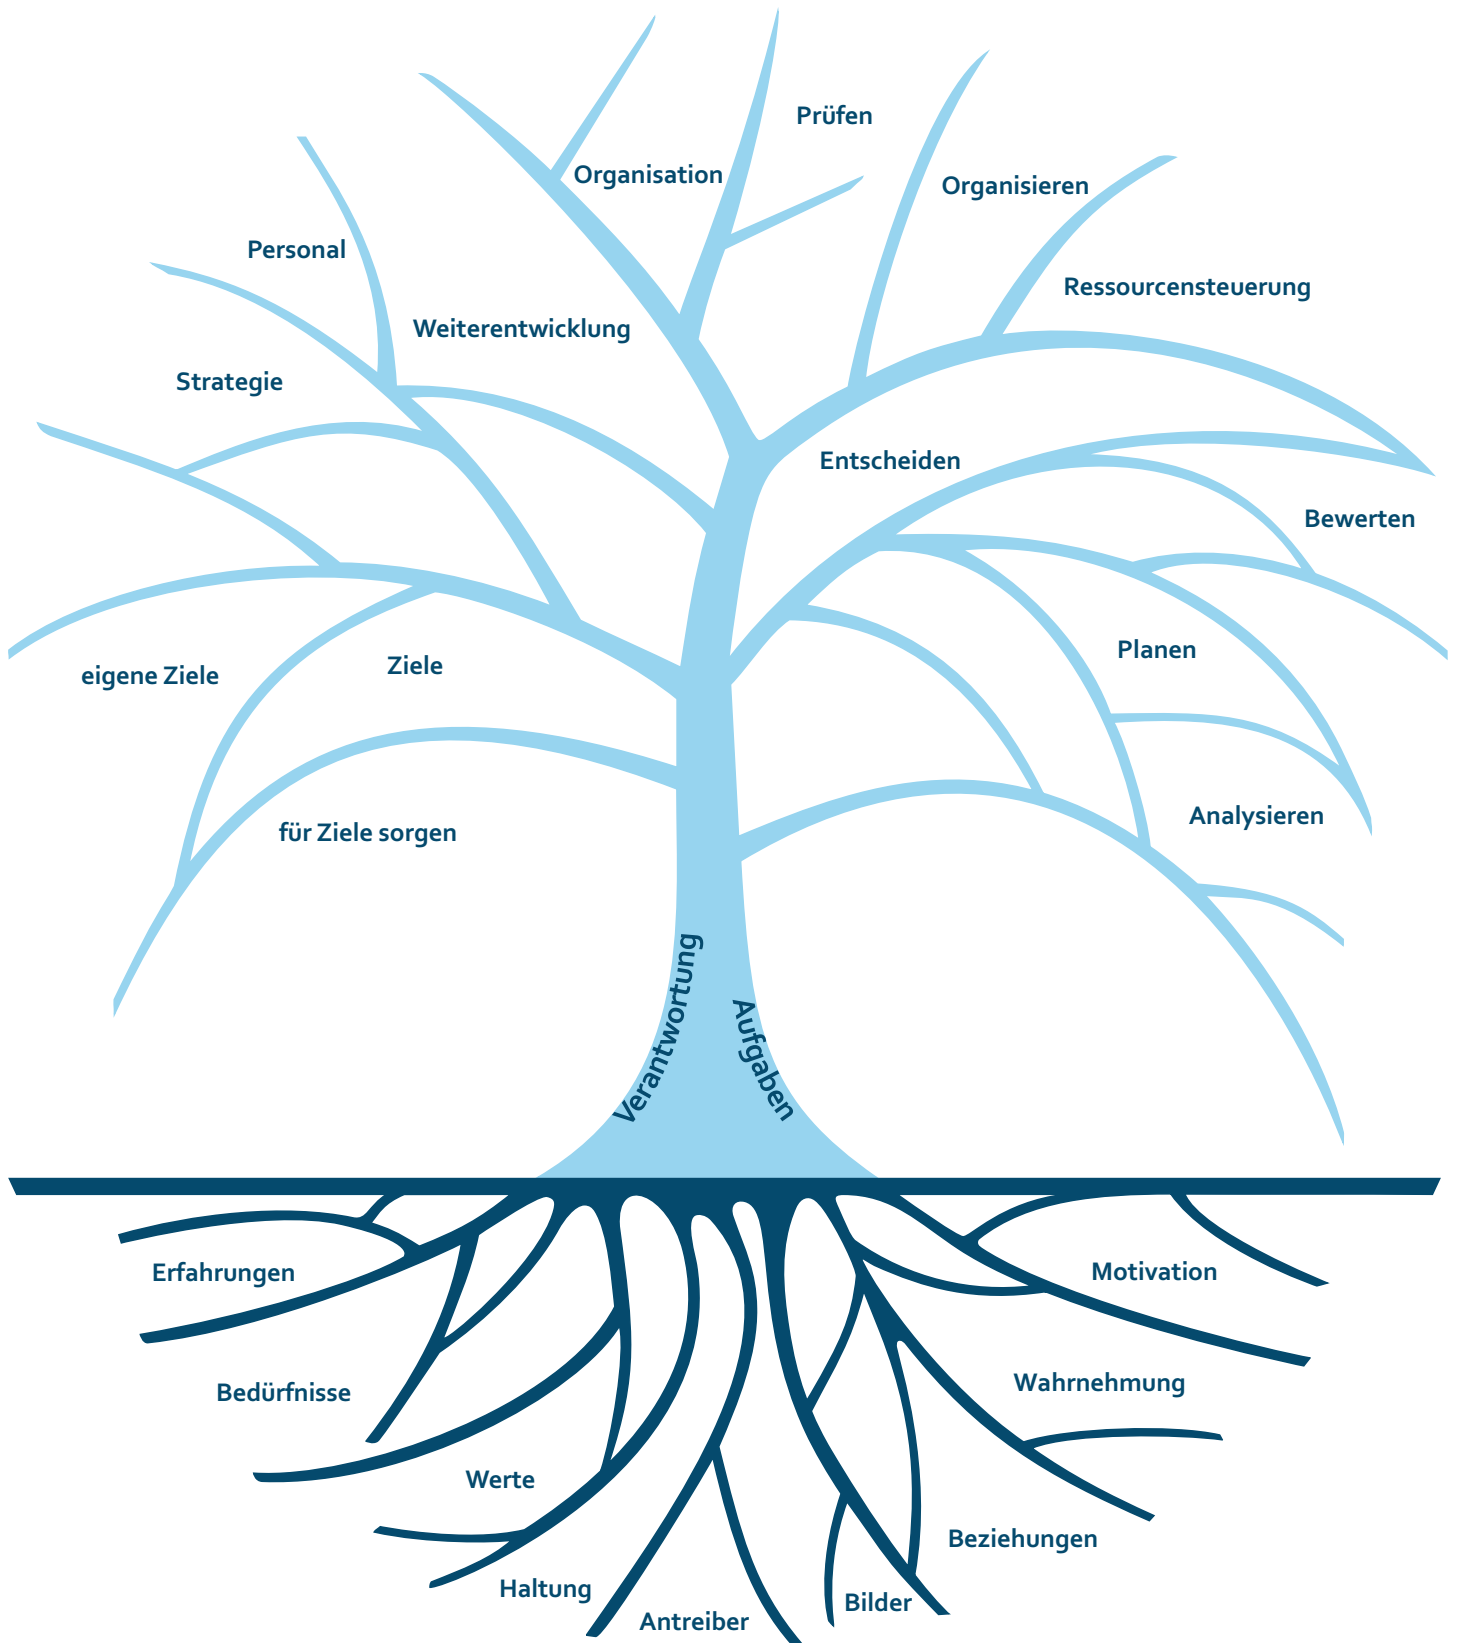 Prüfen
Organisation
Organisieren
Personal
Ressourcensteuerung
Weiterentwicklung
Strategie
Entscheiden
Bewerten
Planen
Ziele
eigene Ziele
Analysieren
für Ziele sorgen
Verantwortung
Aufgaben
Erfahrungen
Motivation
Wahrnehmung
Bedürfnisse
Werte
Beziehungen
Haltung
Bilder
Antreiber